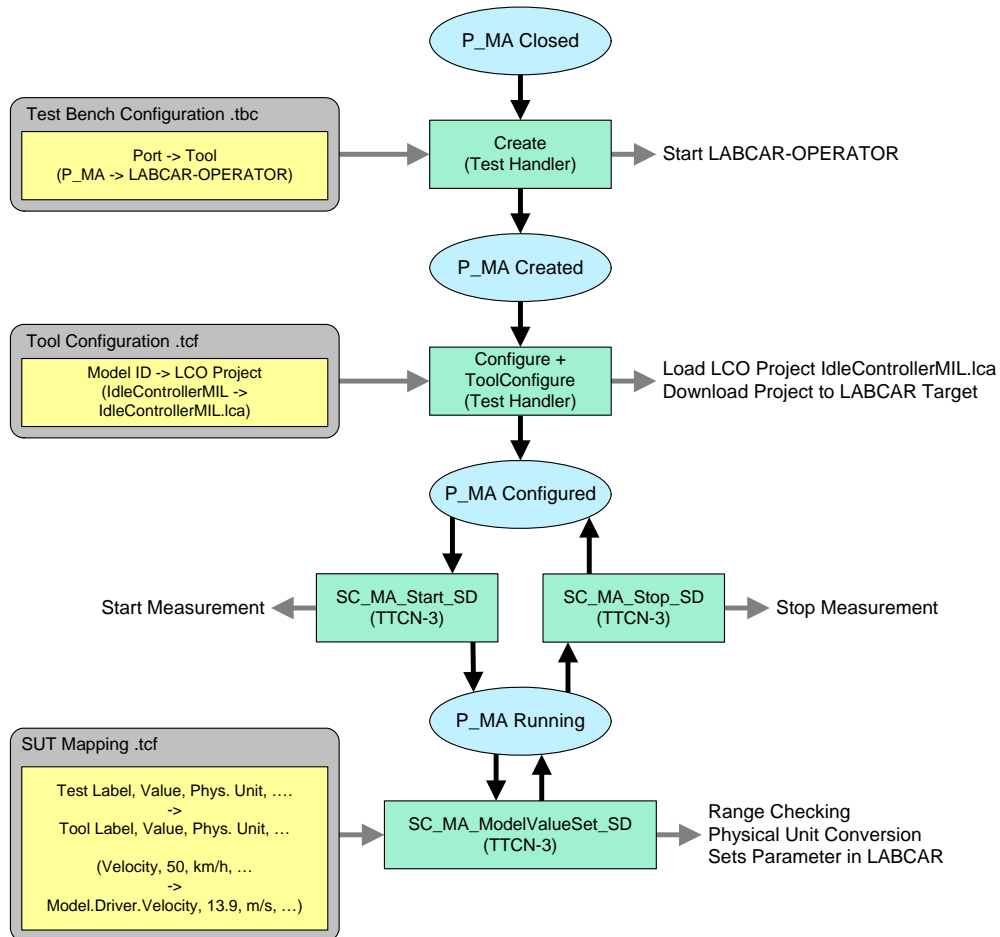 P_MA Closed
Test Bench Configuration .tbc
Port -> Tool
(P_MA -> LABCAR-OPERATOR)
Create
(Test Handler)
Start LABCAR-OPERATOR
P_MA Created
Tool Configuration .tcf
Model ID -> LCO Project
(IdleControllerMIL ->
IdleControllerMIL.lca)
Configure +
ToolConfigure
(Test Handler)
Load LCO Project IdleControllerMIL.lca
Download Project to LABCAR Target
P_MA Configured
Start Measurement
SC_MA_Start_SD
(TTCN-3)
SC_MA_Stop_SD
(TTCN-3)
Stop Measurement
P_MA Running
SUT Mapping .tcf
Test Label, Value, Phys. Unit, ….
->
Tool Label, Value, Phys. Unit, …
(Velocity, 50, km/h, …
->
Model.Driver.Velocity, 13.9, m/s, …)
SC_MA_ModelValueSet_SD
(TTCN-3)
Range Checking
Physical Unit Conversion
Sets Parameter in LABCAR